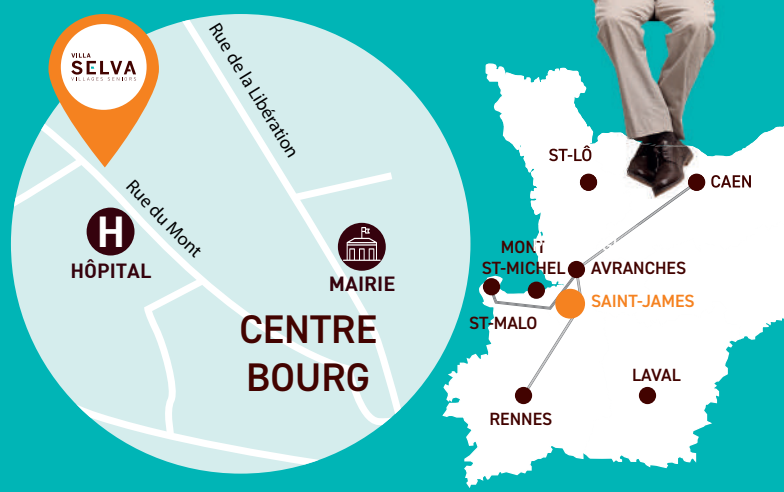 VILLA
SELVA
VILLAGES SENIORS
Rue de la Libération
Rue du Mont
H
HÔPITAL
MAIRIE
CENTRE
BOURG
ST-LÔ
CAEN
MONT
ST-MICHEL
AVRANCHES
SAINT-JAMES
ST-MALO
LAVAL
RENNES